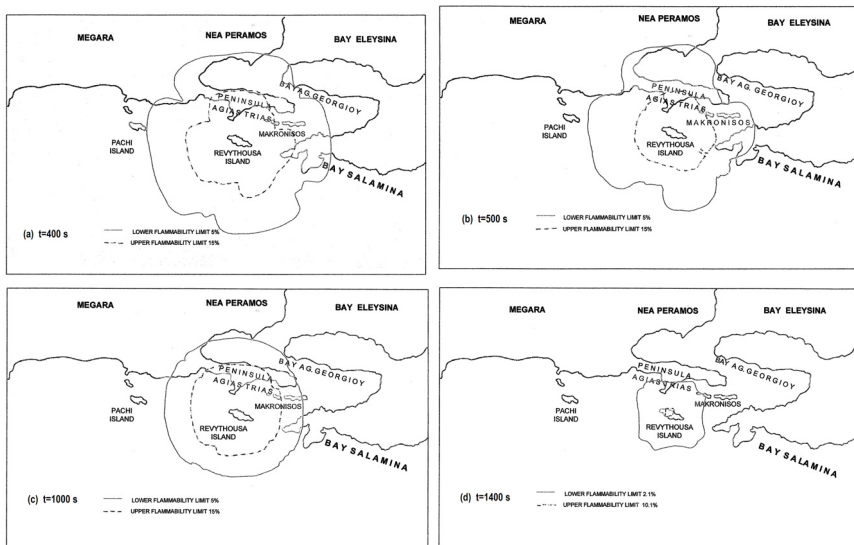 MEGARA
NEA PERAMOS
BAY ELEYSINA
BAY AG. GEORGIOY
PENINSULA
AGIAS TRIAS
MAKRONISOS
PACHI
ISLAND
REVYTHOUSA
ISLAND
BAY SALAMINA
(a) t=400 s
LOWER FLAMMABILITY LIMIT 5%
UPPER FLAMMABILITY LIMIT 15%
MEGARA
NEA PERAMOS
BAY ELEYSINA
BAY AG. GEORGIOY
PENINSULA
AGIAS TRIAS
MAKRONISOS
PACHI
ISLAND
REVYTHOUSA
ISLAND
BAY SALAMINA
(b) t=500 s
LOWER FLAMMABILITY LIMIT 5%
UPPER FLAMMABILITY LIMIT 15%
MEGARA
NEA PERAMOS
BAY ELEYSINA
BAY AG. GEORGIOY
PENINSULA
AGIAS TRIAS
MAKRONISOS
PACHI
ISLAND
REVYTHOUSA
ISLAND
BAY SALAMINA
(c) t=1000 s
LOWER FLAMMABILITY LIMIT 5%
UPPER FLAMMABILITY LIMIT 15%
MEGARA
NEA PERAMOS
BAY ELEYSINA
BAY AG. GEORGIOY
PENINSULA
AGIAS TRIAS
MAKRONISOS
PACHI
ISLAND
REVYTHOUSA
ISLAND
BAY SALAMINA
(d) t=1400 s
LOWER FLAMMABILITY LIMIT 2.1%
UPPER FLAMMABILITY LIMIT 10.1%